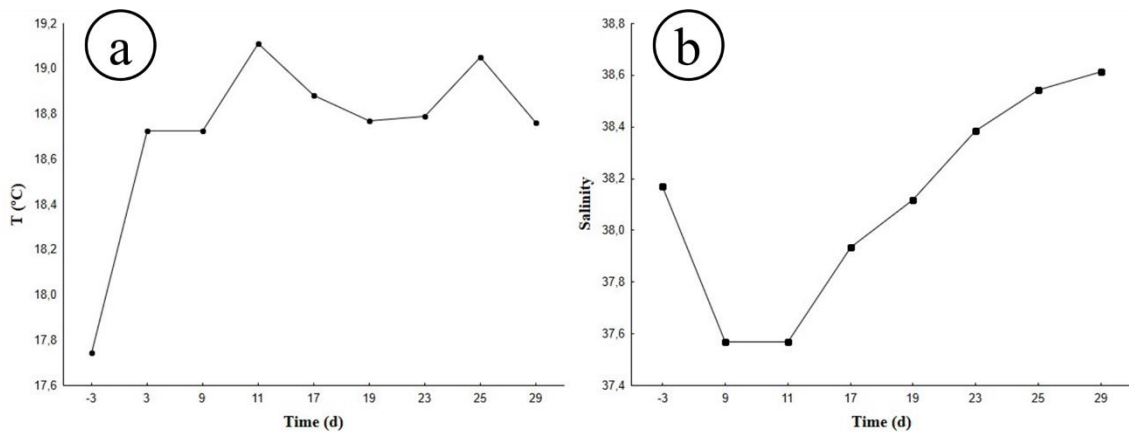 a
19,2
19,0
18,8
18,6
18,4
18,2
18,0
17,8
17,6
T (°C)
-3 3 9 11 17 19 23 25 29
Time (d)
b
38,8
38,6
38,4
38,2
38,0
37,8
37,6
37,4
Salinity
-3 9 11 17 19 23 25 29
Time (d)